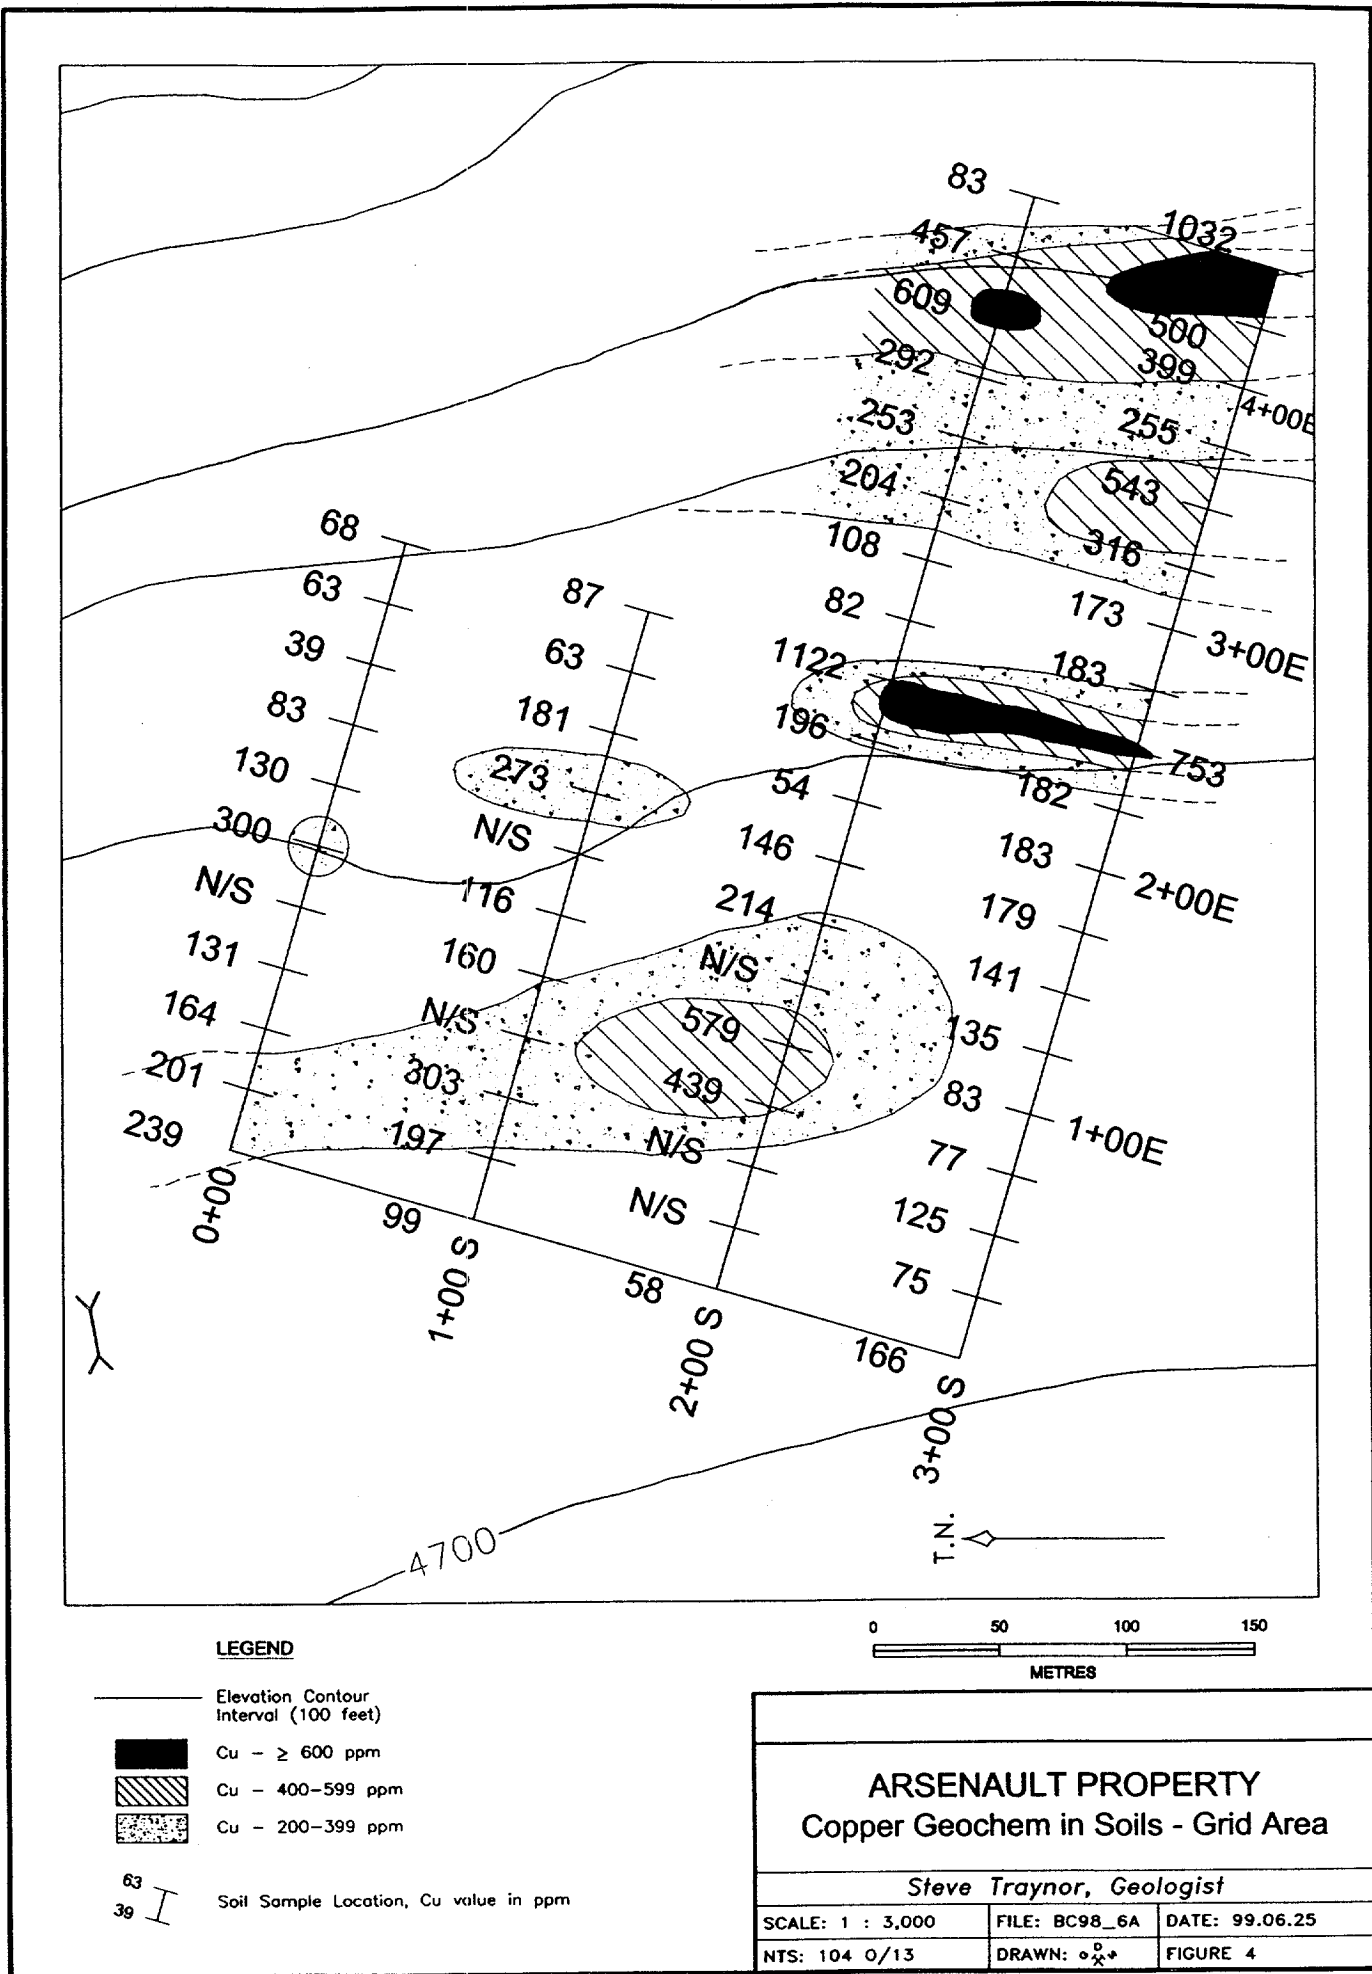 83
457
1032
609
500
292
399
4+00E
253
255
204
543
68
108
316
63
87
82
173
3+00E
39
63
1122
183
83
181
196
753
130
273
54
182
300
N/S
146
183
2+00E
N/S
116
214
179
131
160
N/S
141
164
N/S
579
135
201
303
439
83
1+00E
239
197
N/S
77
0+00
99
N/S
125
1+00 S
58
75
2+00 S
166
3+00 S
4700
T.N.
0 50 100 150
METRES
LEGEND
Elevation Contour
Interval (100 feet)
Cu - ≥ 600 ppm
Cu - 400-599 ppm
Cu - 200-399 ppm
63
39
Soil Sample Location, Cu value in ppm
ARSENAULT PROPERTY
Copper Geochem in Soils - Grid Area
Steve Traynor, Geologist
SCALE: 1 : 3,000 FILE: BC98_6A DATE: 99.06.25
NTS: 104 O/13 DRAWN: FIGURE 4